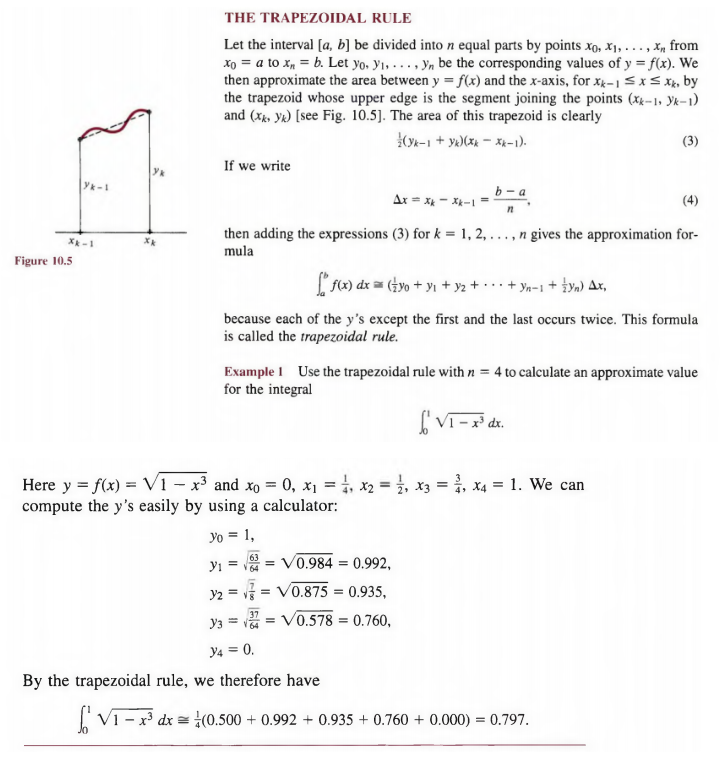 THE TRAPEZOIDAL RULE
Let the interval [a, b] be divided into n equal parts by points x₀, x₁, . . . , xₙ from
x₀ = a to xₙ = b. Let y₀, y₁, . . . , yₙ be the corresponding values of y = f(x). We
then approximate the area between y = f(x) and the x-axis, for xₖ₋₁ ≤ x ≤ xₖ, by
the trapezoid whose upper edge is the segment joining the points (xₖ₋₁, yₖ₋₁)
and (xₖ, yₖ) [see Fig. 10.5]. The area of this trapezoid is clearly
½(yₖ₋₁ + yₖ)(xₖ − xₖ₋₁). (3)
If we write
Δx = xₖ − xₖ₋₁ = (b − a)/n, (4)
then adding the expressions (3) for k = 1, 2, . . . , n gives the approximation for-
mula
∫ₐᵇ f(x) dx ≅ (½y₀ + y₁ + y₂ + · · · + yₙ₋₁ + ½yₙ) Δx,
because each of the y's except the first and the last occurs twice. This formula
is called the trapezoidal rule.
yₖ₋₁
yₖ
xₖ₋₁ xₖ
Figure 10.5
Example 1 Use the trapezoidal rule with n = 4 to calculate an approximate value
for the integral
∫₀¹ √(1 − x³) dx.
Here y = f(x) = √(1 − x³) and x₀ = 0, x₁ = ¼, x₂ = ½, x₃ = ¾, x₄ = 1. We can
compute the y's easily by using a calculator:
y₀ = 1,
y₁ = √(63/64) = √0.984 = 0.992,
y₂ = √(7/8) = √0.875 = 0.935,
y₃ = √(37/64) = √0.578 = 0.760,
y₄ = 0.
By the trapezoidal rule, we therefore have
∫₀¹ √(1 − x³) dx ≅ ¼(0.500 + 0.992 + 0.935 + 0.760 + 0.000) = 0.797.